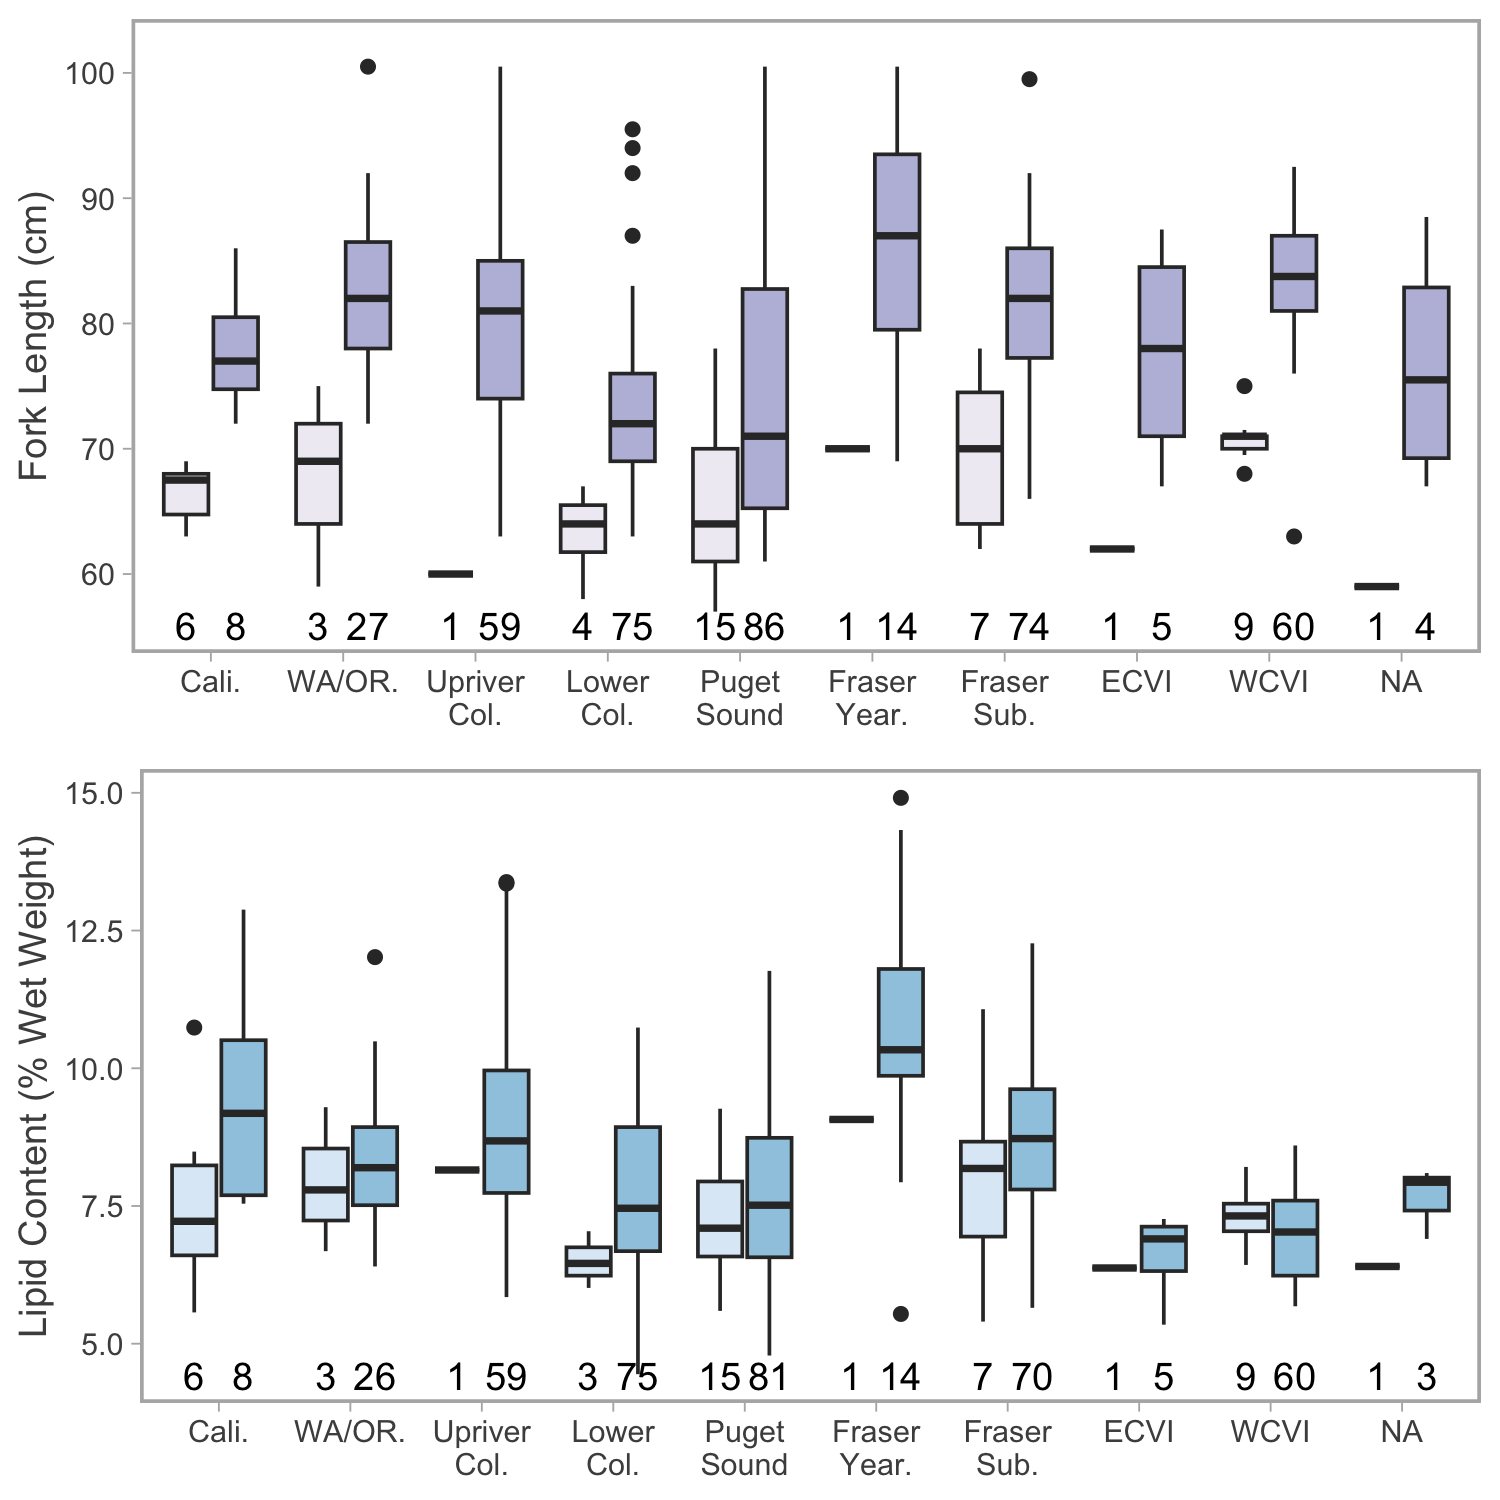 Fork Length (cm)
100
90
80
70
60
6 8 3 27 1 59 4 75 15 86 1 14 7 74 1 5 9 60 1 4
Cali. WA/OR. Upriver Lower Puget Fraser Fraser ECVI WCVI NA
Col. Col. Sound Year. Sub.
Lipid Content (% Wet Weight)
15.0
12.5
10.0
7.5
5.0
6 8 3 26 1 59 3 75 15 81 1 14 7 70 1 5 9 60 1 3
Cali. WA/OR. Upriver Lower Puget Fraser Fraser ECVI WCVI NA
Col. Col. Sound Year. Sub.